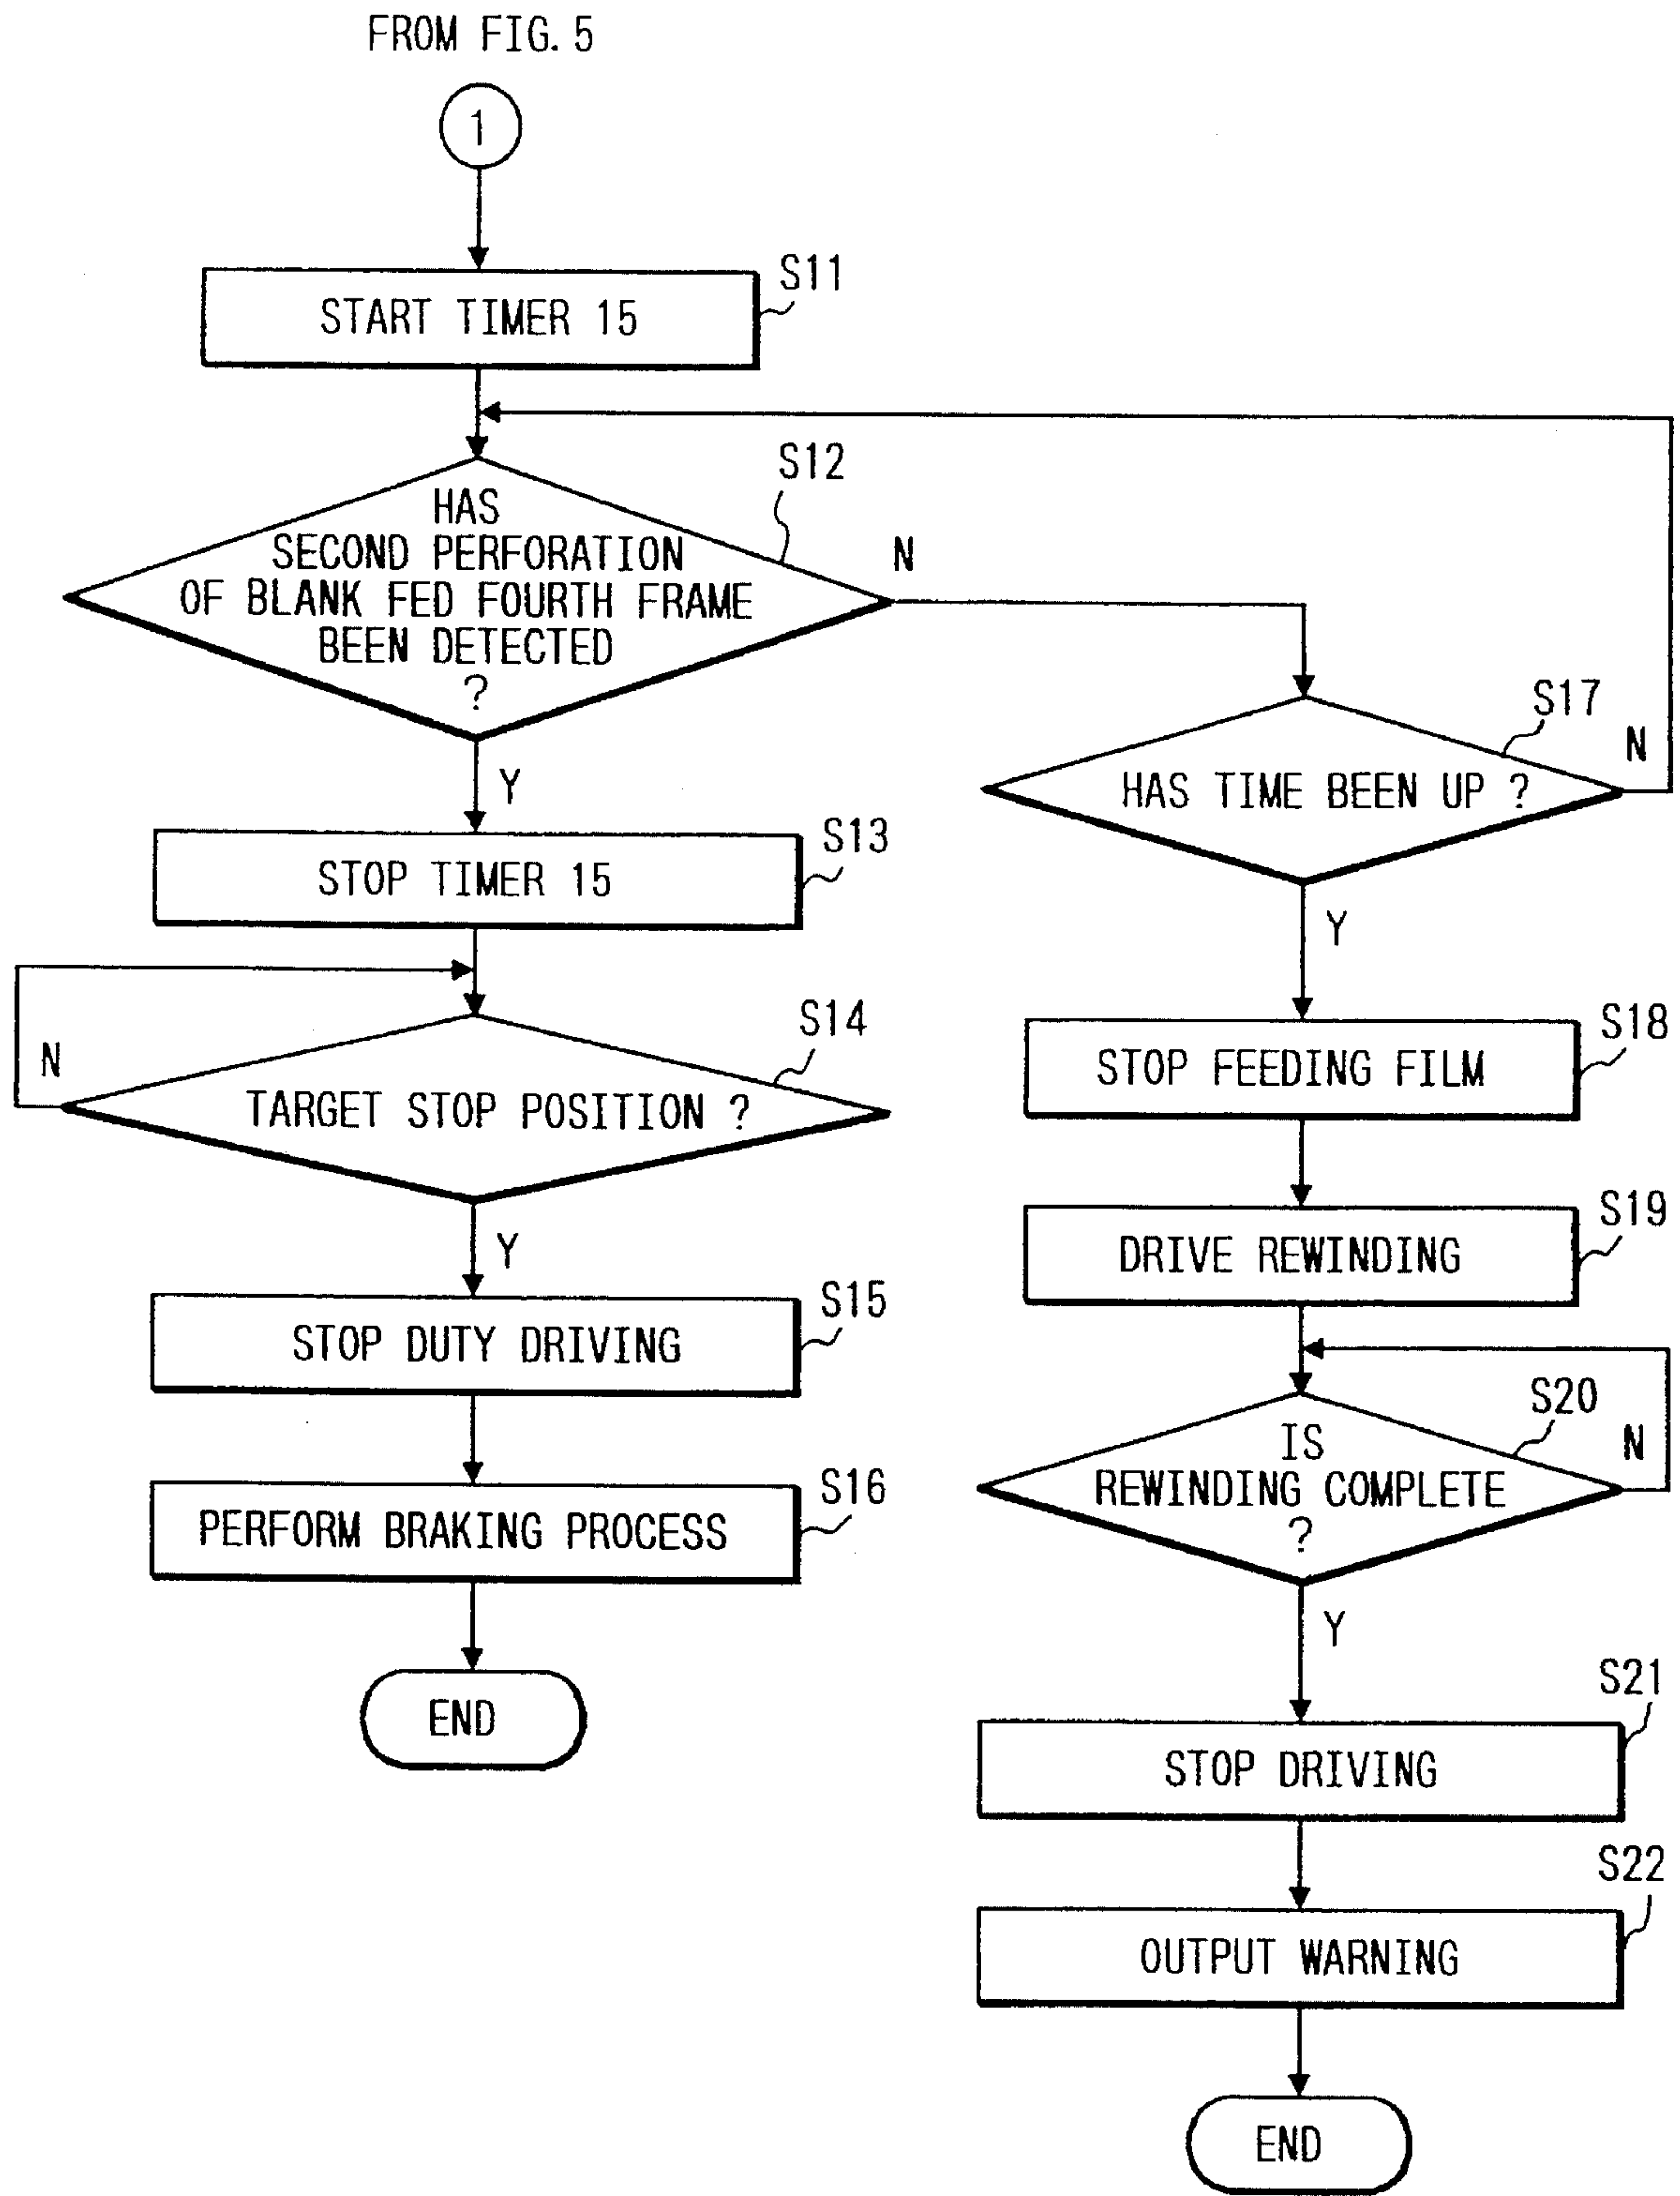 FROM FIG. 5
1
START TIMER 15
S11
HAS
SECOND PERFORATION
OF BLANK FED FOURTH FRAME
BEEN DETECTED
?
S12
N
Y
STOP TIMER 15
S13
TARGET STOP POSITION ?
S14
N
Y
STOP DUTY DRIVING
S15
PERFORM BRAKING PROCESS
S16
END
HAS TIME BEEN UP ?
S17
N
Y
STOP FEEDING FILM
S18
DRIVE REWINDING
S19
IS
REWINDING COMPLETE
?
S20
N
Y
STOP DRIVING
S21
OUTPUT WARNING
S22
END